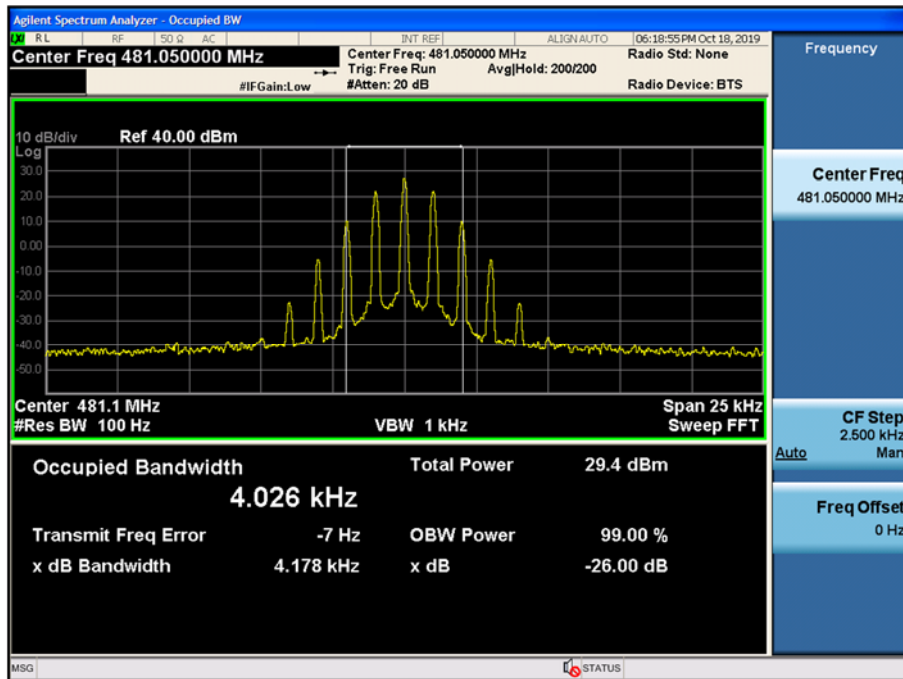 Agilent Spectrum Analyzer - Occupied BW
LXI RL RF 50 Ω AC INT REF ALIGN AUTO 06:18:55 PM Oct 18, 2019
Center Freq 481.050000 MHz
Center Freq: 481.050000 MHz
Radio Std: None
Trig: Free Run Avg|Hold: 200/200
#IFGain:Low #Atten: 20 dB Radio Device: BTS
10 dB/div Ref 40.00 dBm
Log
30.0
20.0
10.0
0.00
-10.0
-20.0
-30.0
-40.0
-50.0
Center 481.1 MHz Span 25 kHz
#Res BW 100 Hz VBW 1 kHz Sweep FFT
Occupied Bandwidth Total Power 29.4 dBm
4.026 kHz
Transmit Freq Error -7 Hz OBW Power 99.00 %
x dB Bandwidth 4.178 kHz x dB -26.00 dB
MSG STATUS
Frequency
Center Freq
481.050000 MHz
CF Step
2.500 kHz
Auto Man
Freq Offset
0 Hz